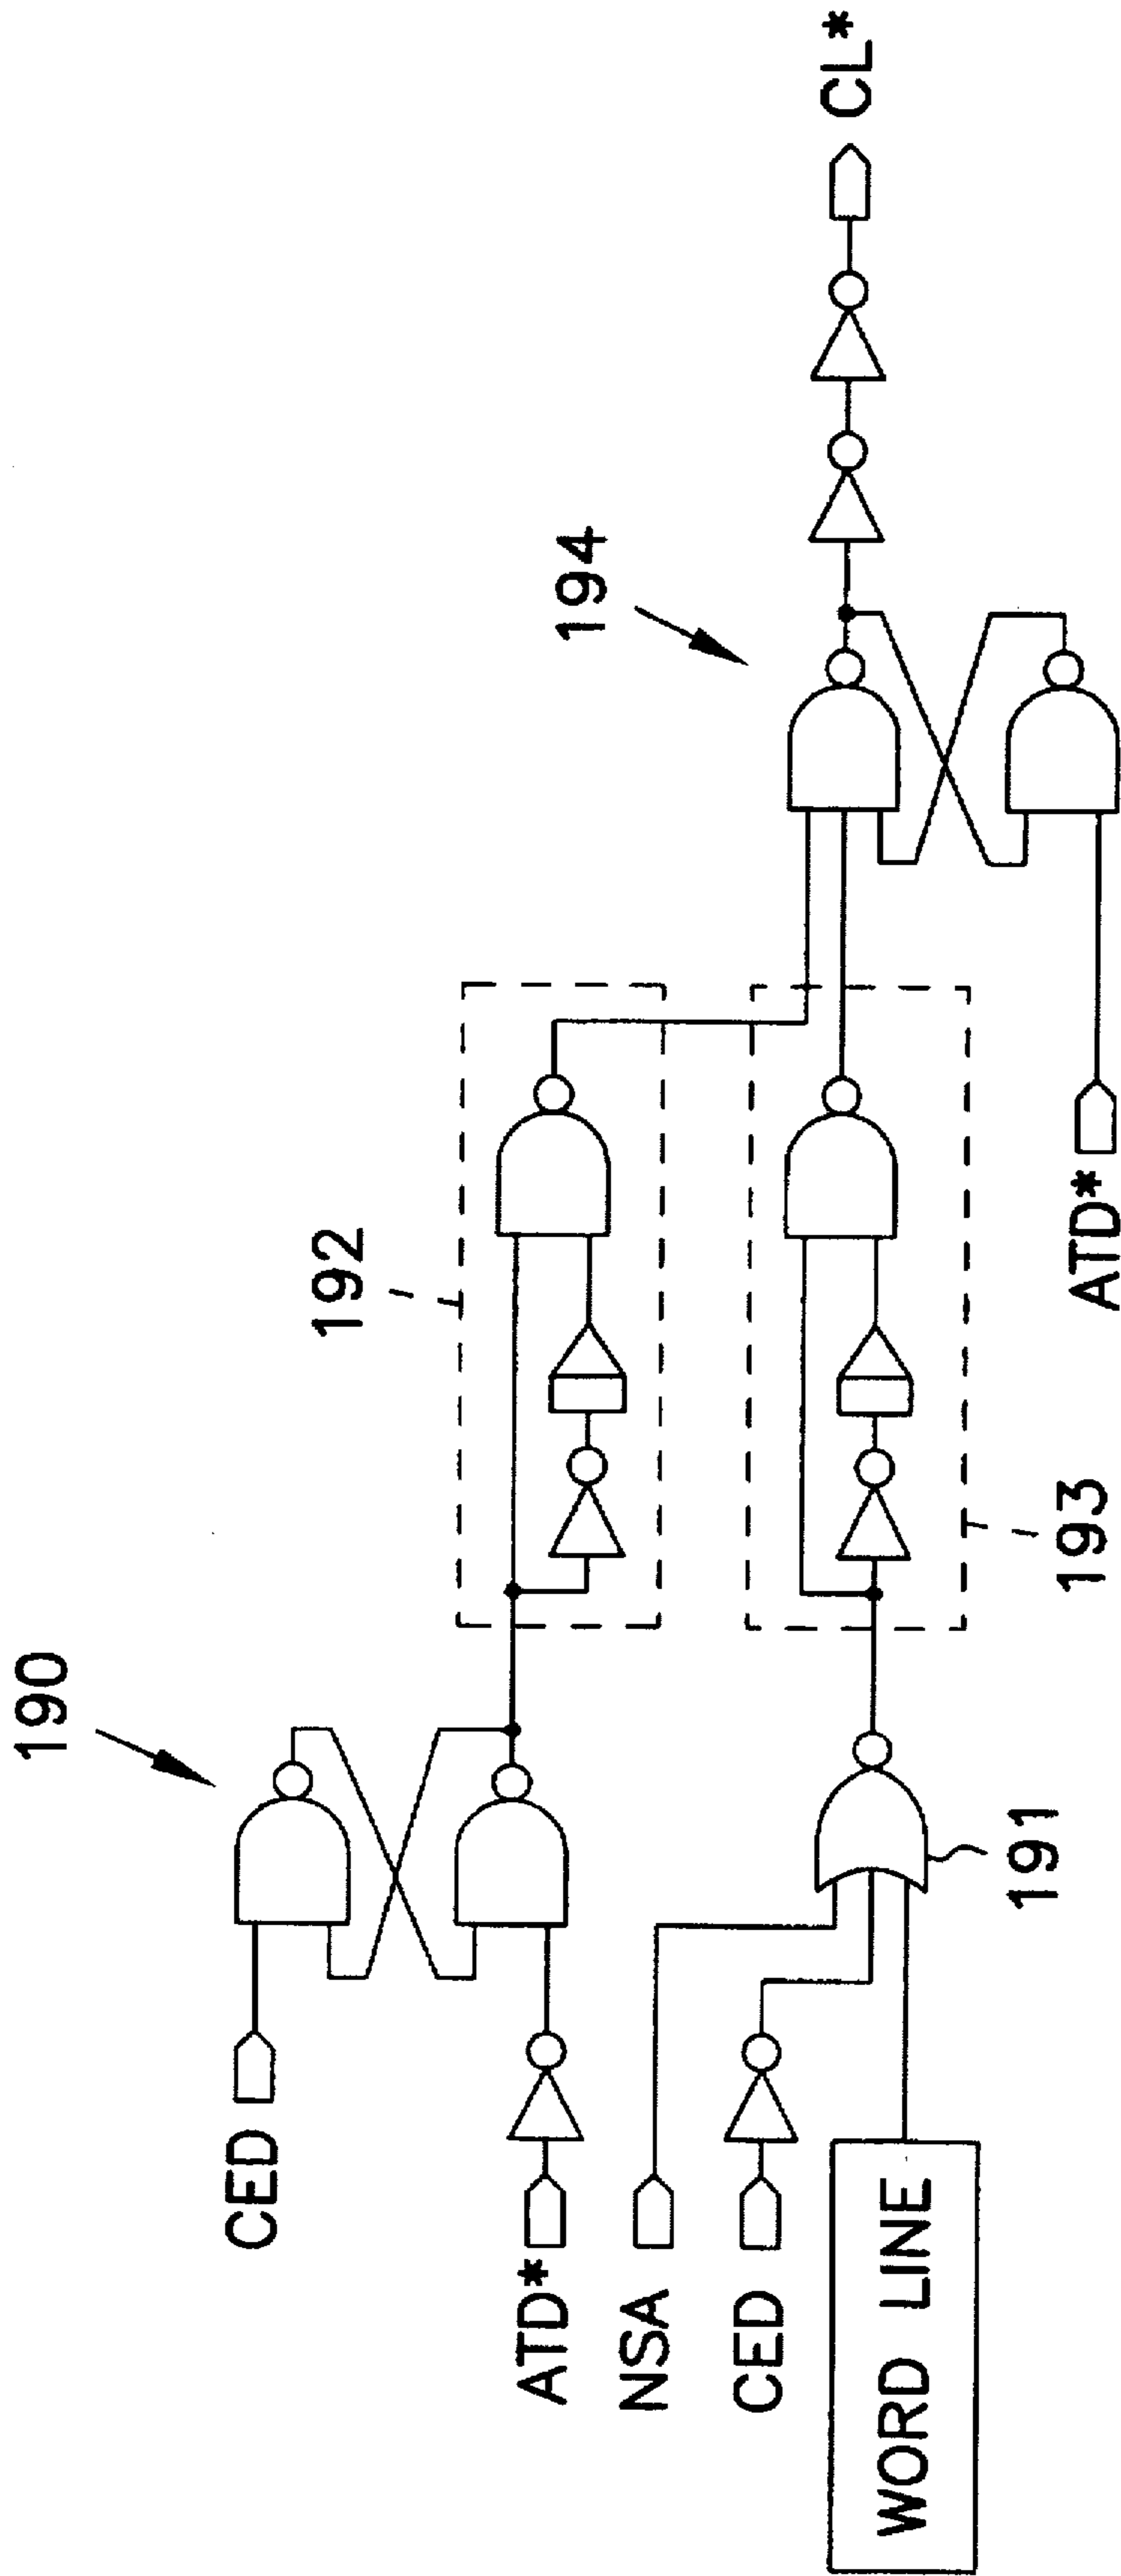 190
CED
ATD*
192
NSA
CED
WORD LINE
191
193
194
ATD*
CL*